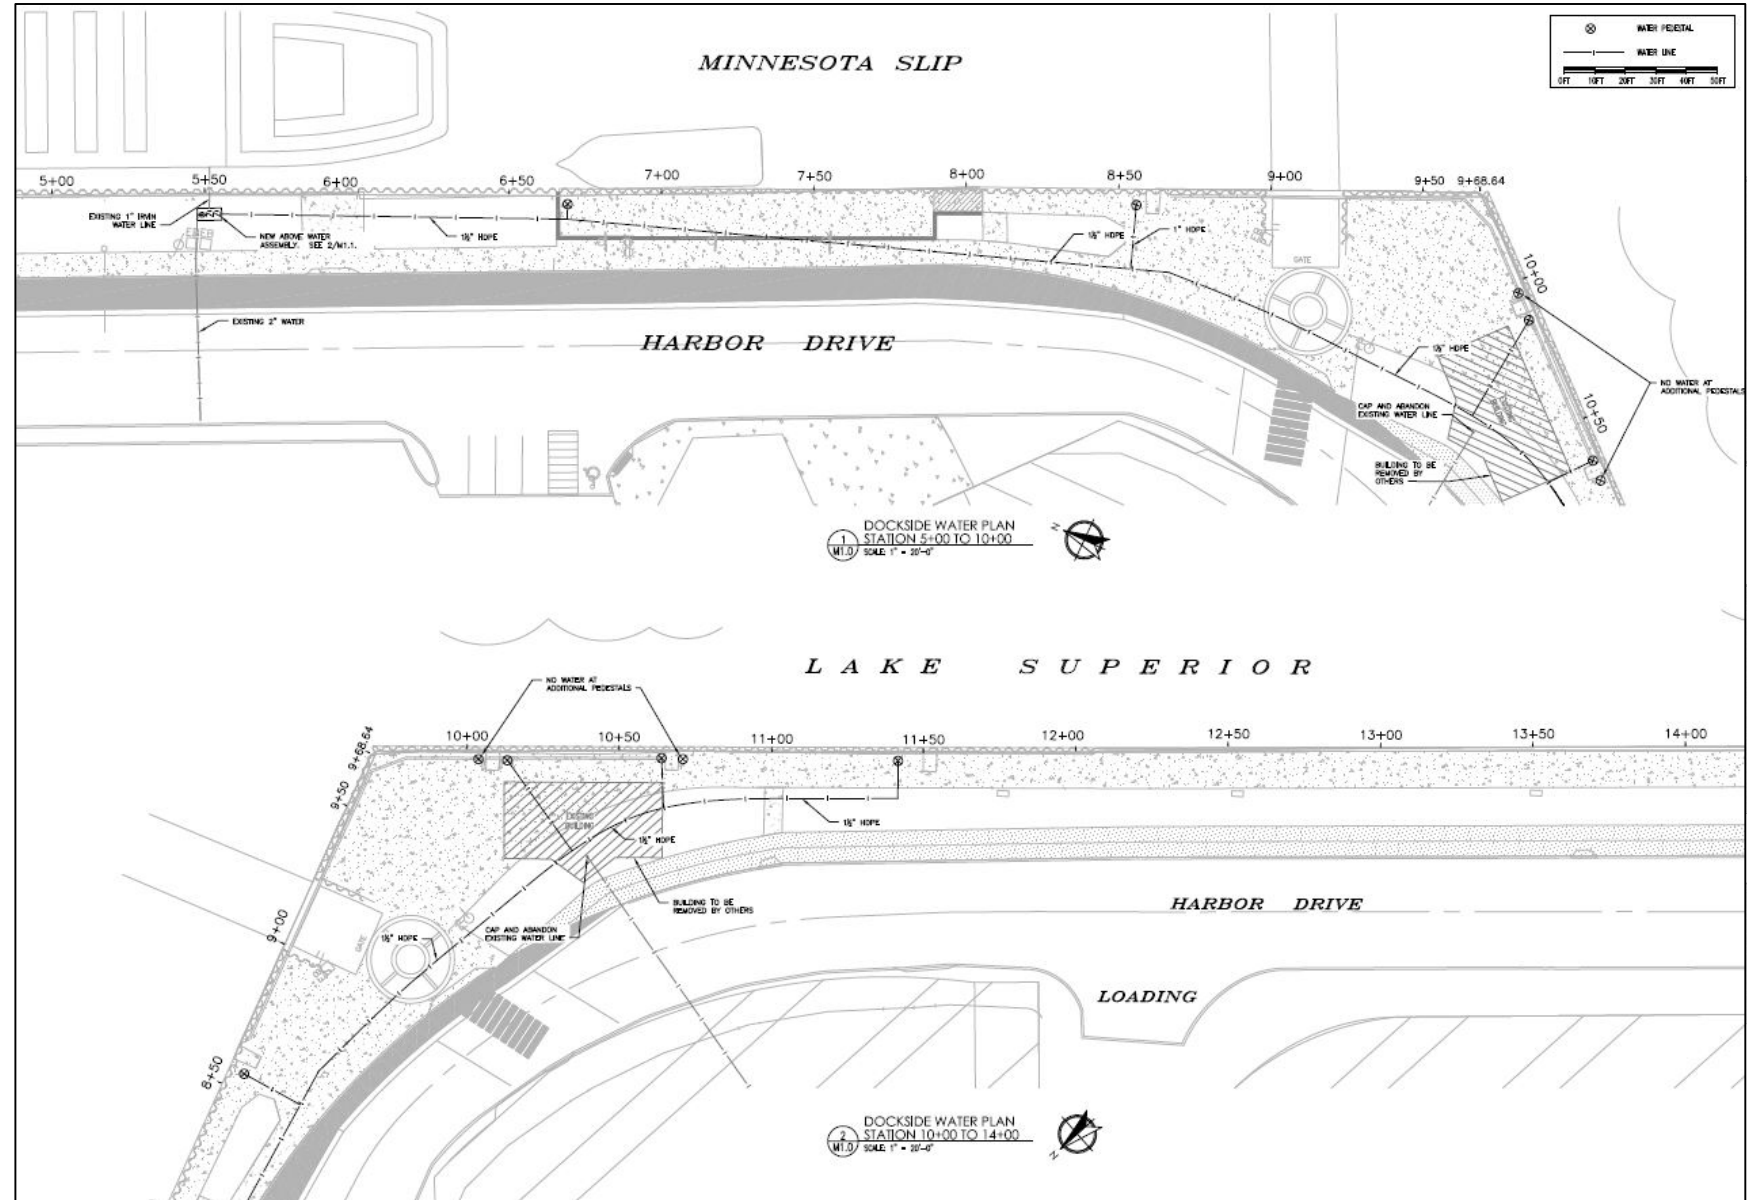 MINNESOTA SLIP
WATER PEDESTAL
WATER LINE
0FT 10FT 20FT 30FT 40FT 50FT
5+00
5+50
6+00
6+50
7+00
7+50
8+00
8+50
9+00
9+50
9+68.64
EXISTING 1" IRVIN
WATER LINE
NEW ABOVE WATER
ASSEMBLY. SEE 2/M1.1.
1½" HDPE
1½" HDPE
1" HDPE
GATE
10+00
EXISTING 2" WATER
HARBOR DRIVE
1½" HDPE
NO WATER AT
ADDITIONAL PEDESTALS
CAP AND ABANDON
EXISTING WATER LINE
EXISTING
BUILDING
10+50
BUILDING TO BE
REMOVED BY
OTHERS
1
M1.0
DOCKSIDE WATER PLAN
STATION 5+00 TO 10+00
SCALE: 1" = 20'-0"
N
LAKE SUPERIOR
NO WATER AT
ADDITIONAL PEDESTALS
9+50
9+68.64
10+00
10+50
11+00
11+50
12+00
12+50
13+00
13+50
14+00
EXISTING
BUILDING
1½" HDPE
1½" HDPE
BUILDING TO BE
REMOVED BY OTHERS
CAP AND ABANDON
EXISTING WATER LINE
9+00
GATE
1½" HDPE
HARBOR DRIVE
LOADING
8+50
2
M1.0
DOCKSIDE WATER PLAN
STATION 10+00 TO 14+00
SCALE: 1" = 20'-0"
N